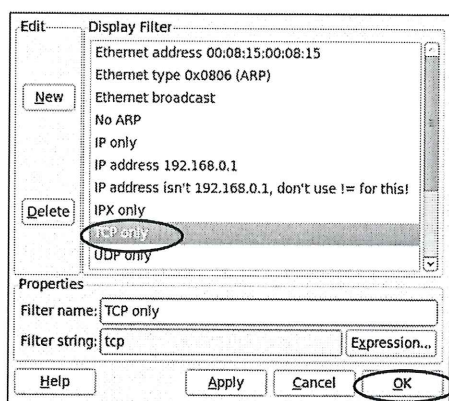 Edit
Display Filter
Ethernet address 00:08:15:00:08:15
Ethernet type 0x0806 (ARP)
New
Ethernet broadcast
No ARP
IP only
IP address 192.168.0.1
IP address isn't 192.168.0.1, don't use != for this!
Delete
IPX only
TCP only
UDP only
Properties
Filter name: TCP only
Filter string: tcp
Expression...
Help
Apply
Cancel
OK